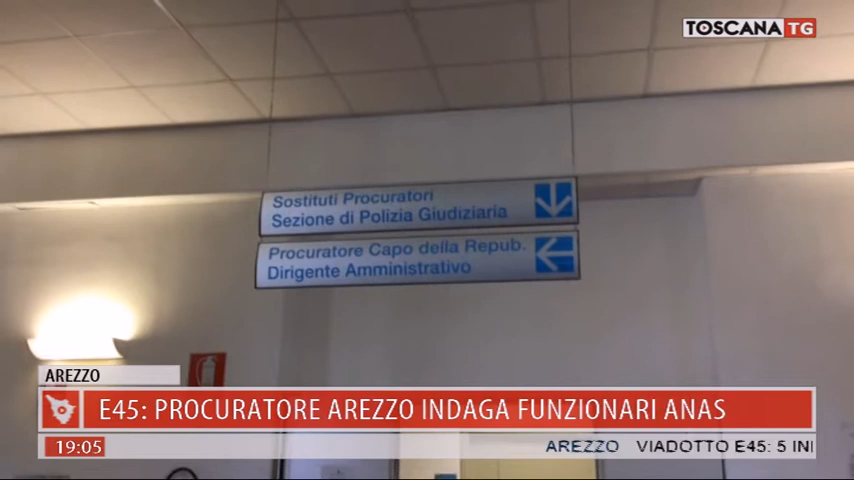 TOSCANA TG
Sostituti Procuratori
Sezione di Polizia Giudiziaria
Procuratore Capo della Repub.
Dirigente Amministrativo
AREZZO
E45: PROCURATORE AREZZO INDAGA FUNZIONARI ANAS
19:05
AREZZO VIADOTTO E45: 5 INI